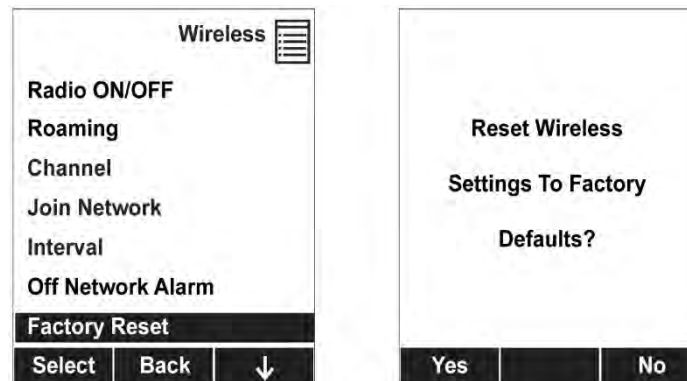 Wireless
Radio ON/OFF
Roaming
Channel
Join Network
Interval
Off Network Alarm
Factory Reset
Select Back ↓
Reset Wireless
Settings To Factory
Defaults?
Yes No